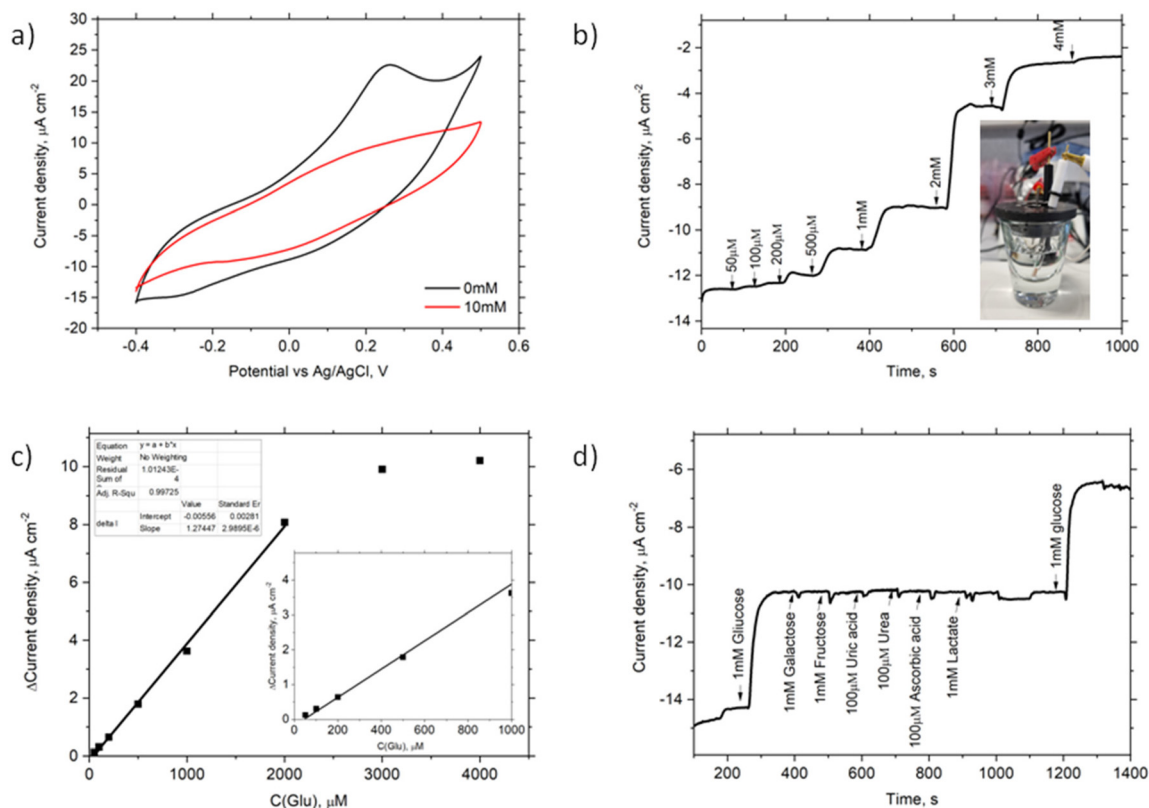 a)
Current density, μA cm-2
25
20
15
10
5
0
-5
-10
-15
-20
-0.4
-0.2
0.0
0.2
0.4
0.6
0mM
10mM
Potential vs Ag/AgCl, V
b)
Current density, μA cm-2
-2
-4
-6
-8
-10
-12
-14
50μM
100μM
200μM
500μM
1mM
2mM
3mM
4mM
0
200
400
600
800
1000
Time, s
c)
ΔCurrent density, μA cm-2
10
8
6
4
2
0
Equation y = a + b*x
Weight No Weighting
Residual 1.01243E-
Sum of 4
Adj. R-Squ 0.99725
Value Standard Er
delta I Intercept -0.00556 0.00281
Slope 1.27447 2.9895E-6
ΔCurrent density, μA cm-2
4
2
0
0
200
400
600
800
1000
C(Glu), μM
0
1000
2000
3000
4000
C(Glu), μM
d)
Current density, μA cm-2
-6
-8
-10
-12
-14
1mM Gliucose
1mM Galactose
1mM Fructose
100μM Uric acid
100μM Urea
100μM Ascorbic acid
1mM Lactate
1mM glucose
200
400
600
800
1000
1200
1400
Time, s